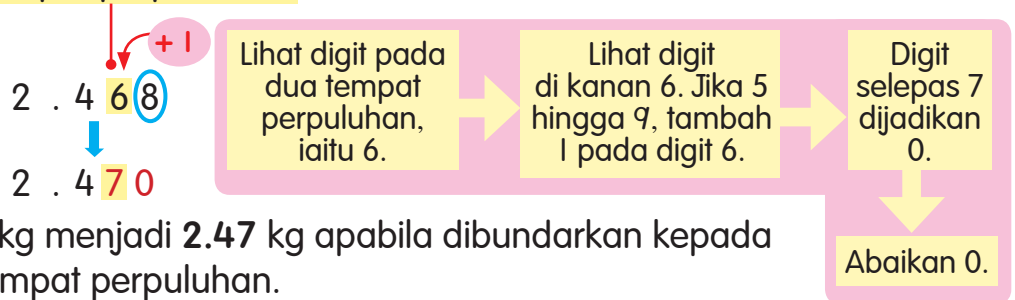 + 1
2 . 4 6 8
2 . 4 7 0
Lihat digit pada
dua tempat
perpuluhan,
iaitu 6.
Lihat digit
di kanan 6. Jika 5
hingga 9, tambah
1 pada digit 6.
Digit
selepas 7
dijadikan
0.
Abaikan 0.
kg menjadi 2.47 kg apabila dibundarkan kepada
mpat perpuluhan.